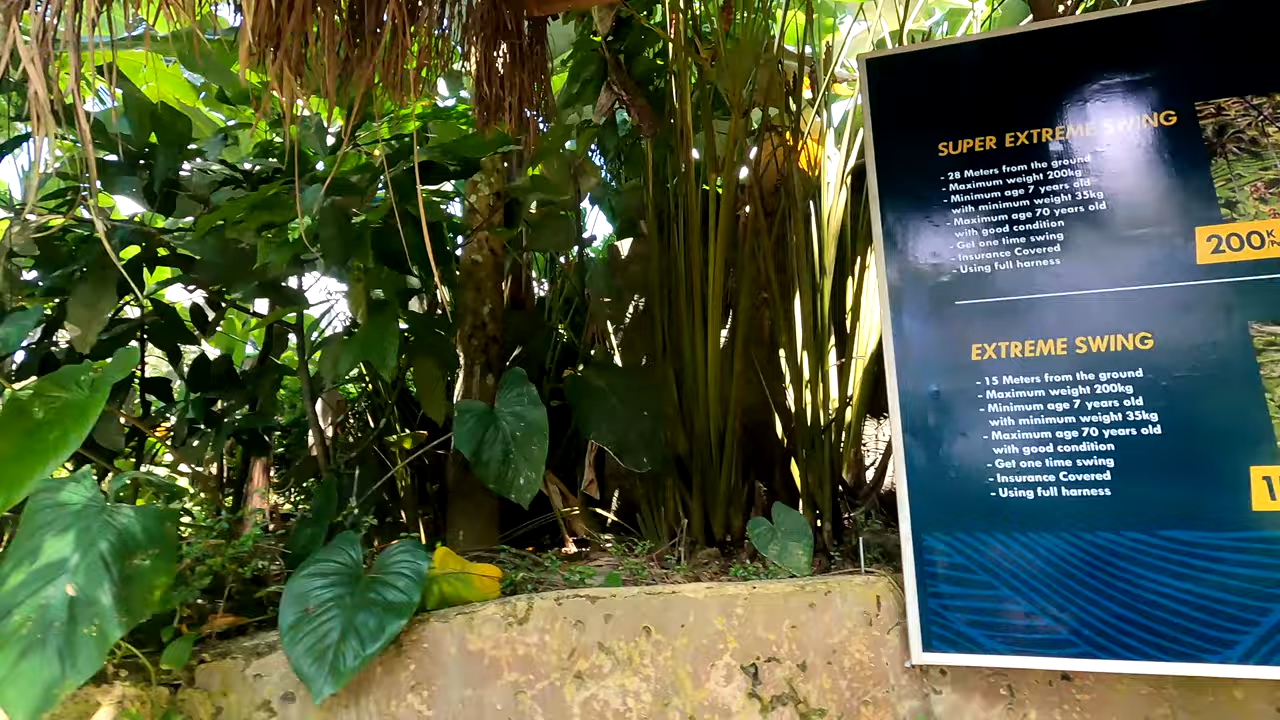 SUPER EXTREME SWING
- 28 Meters from the ground
- Maximum weight 200kg
- Minimum age 7 years old
with minimum weight 35kg
- Maximum age 70 years old
with good condition
- Get one time swing
- Insurance Covered
- Using full harness
200K
EXTREME SWING
- 15 Meters from the ground
- Maximum weight 200kg
- Minimum age 7 years old
with minimum weight 35kg
- Maximum age 70 years old
with good condition
- Get one time swing
- Insurance Covered
- Using full harness